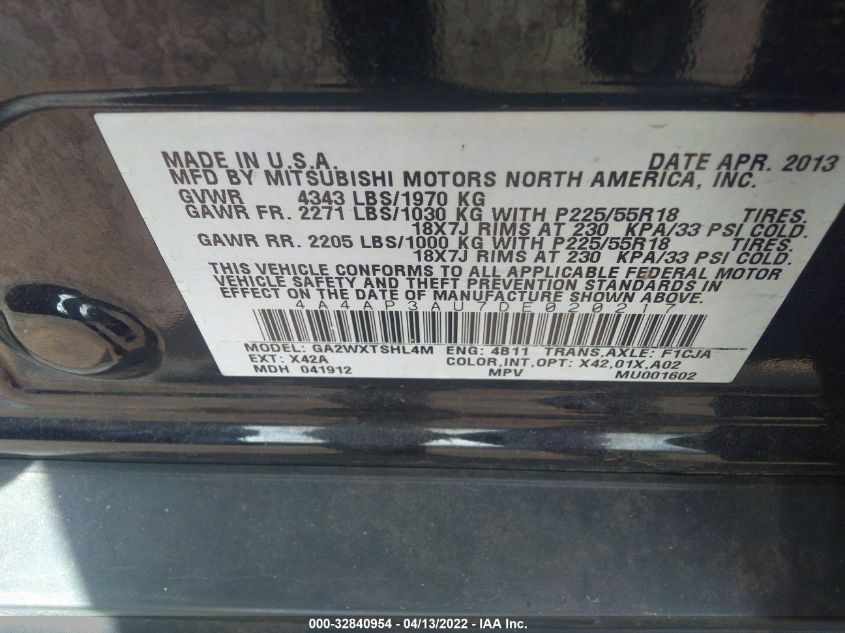 MADE IN U.S.A. DATE APR. 2013
MFD BY MITSUBISHI MOTORS NORTH AMERICA, INC.
GVWR 4343 LBS/1970 KG
GAWR FR. 2271 LBS/1030 KG WITH P225/55R18 TIRES.
18X7J RIMS AT 230 KPA/33 PSI COLD.
GAWR RR. 2205 LBS/1000 KG WITH P225/55R18 TIRES.
18X7J RIMS AT 230 KPA/33 PSI COLD.
THIS VEHICLE CONFORMS TO ALL APPLICABLE FEDERAL MOTOR
VEHICLE SAFETY AND THEFT PREVENTION STANDARDS IN
EFFECT ON THE DATE OF MANUFACTURE SHOWN ABOVE.
4A4AP3AU7DE020217
MODEL: GA2WXTSHL4M ENG: 4B11 TRANS,AXLE: F1CJA
EXT: X42A COLOR,INT,OPT: X42,01X,A02
MDH 041912 MPV MU001602
000-32840954 - 04/13/2022 - IAA Inc.